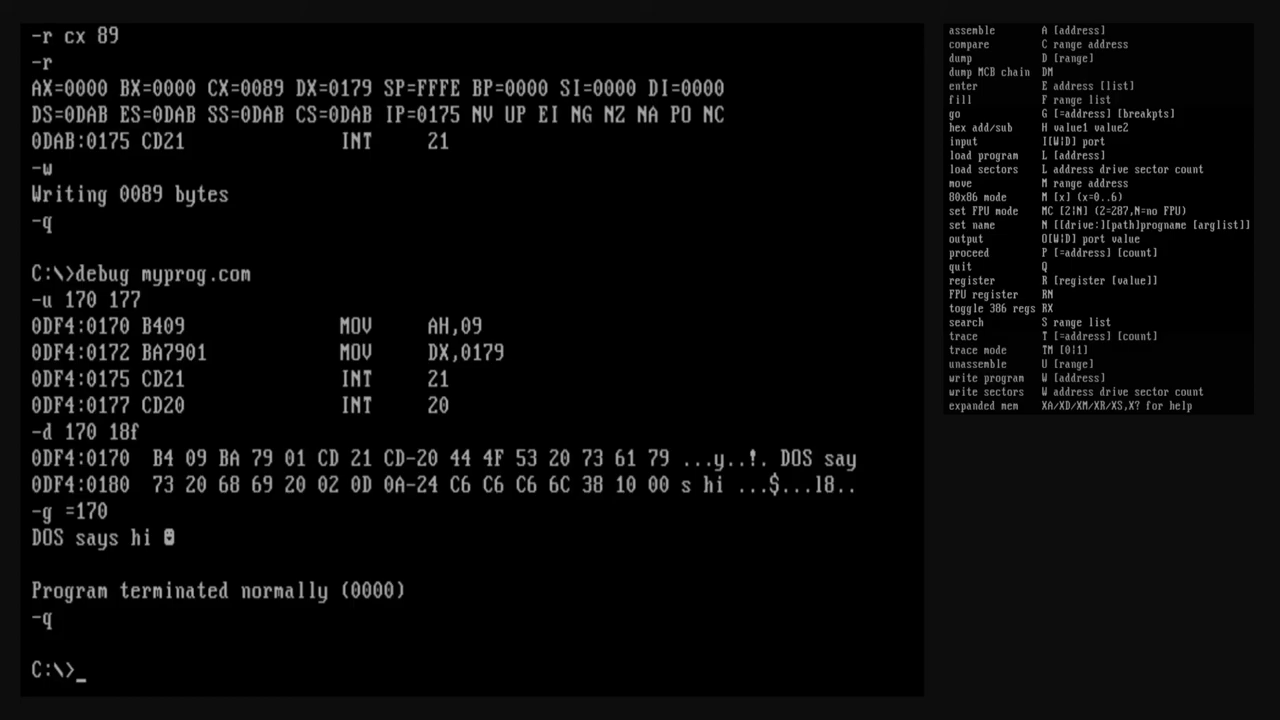 -r cx 89
-r
AX=0000 BX=0000 CX=0089 DX=0179 SP=FFFE BP=0000 SI=0000 DI=0000
DS=0DAB ES=0DAB SS=0DAB CS=0DAB IP=0175 NV UP EI NG NZ NA PO NC
0DAB:0175 CD21 INT 21
-w
Writing 0089 bytes
-q
C:\>debug myprog.com
-u 170 177
0DF4:0170 B409 MOV AH,09
0DF4:0172 BA7901 MOV DX,0179
0DF4:0175 CD21 INT 21
0DF4:0177 CD20 INT 20
-d 170 18f
0DF4:0170 B4 09 BA 79 01 CD 21 CD-20 44 4F 53 20 73 61 79 ...y..!. DOS say
0DF4:0180 73 20 68 69 20 02 0D 0A-24 C6 C6 C6 6C 38 10 00 s hi ...$...l8..
-g =170
DOS says hi ☻
Program terminated normally (0000)
-q
C:\>_
assemble A [address]
compare C range address
dump D [range]
dump MCB chain DM
enter E address [list]
fill F range list
go G [=address] [breakpts]
hex add/sub H value1 value2
input I[W|D] port
load program L [address]
load sectors L address drive sector count
move M range address
80x86 mode M [x] (x=0..6)
set FPU mode MC [2|N] (2=287,N=no FPU)
set name N [[drive:][path]progname [arglist]]
output O[W|D] port value
proceed P [=address] [count]
quit Q
register R [register [value]]
FPU register RN
toggle 386 regs RX
search S range list
trace T [=address] [count]
trace mode TM [0|1]
unassemble U [range]
write program W [address]
write sectors W address drive sector count
expanded mem XA/XD/XM/XR/XS,X? for help